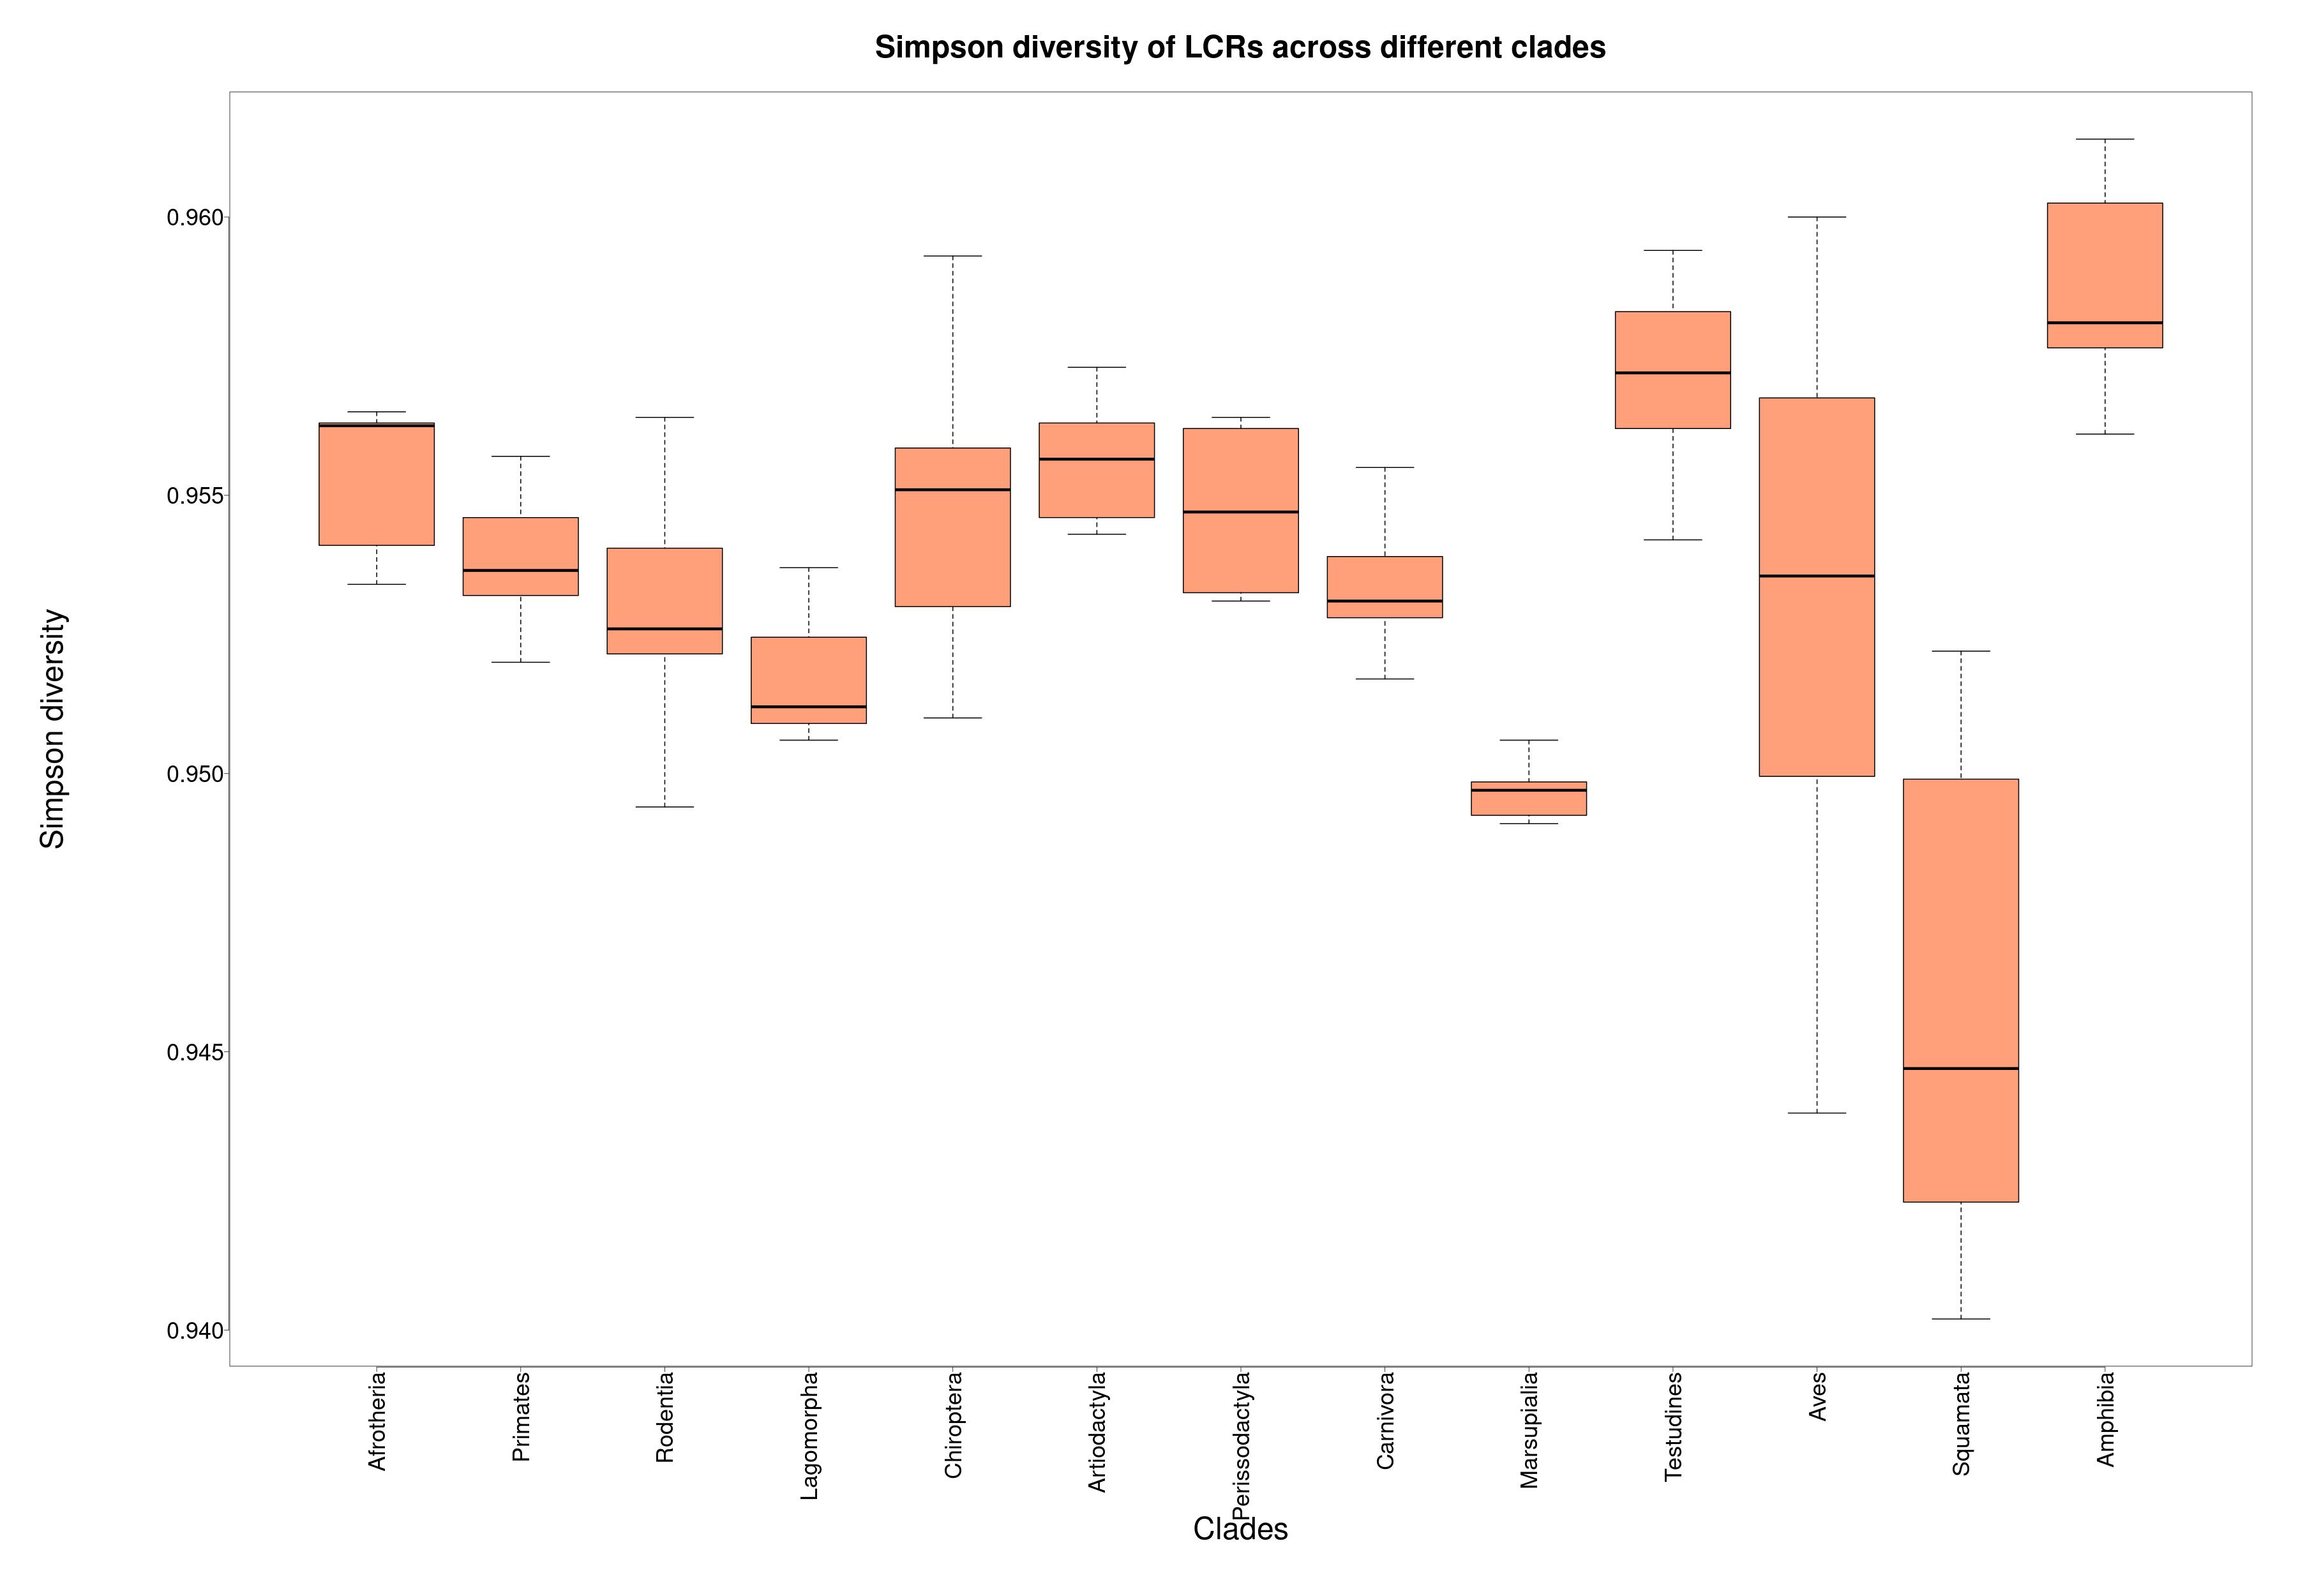 Simpson diversity of LCRs across different clades
Simpson diversity
0.960
0.955
0.950
0.945
0.940
Afrotheria
Primates
Rodentia
Lagomorpha
Chiroptera
Artiodactyla
Perissodactyla
Carnivora
Marsupialia
Testudines
Aves
Squamata
Amphibia
Clades